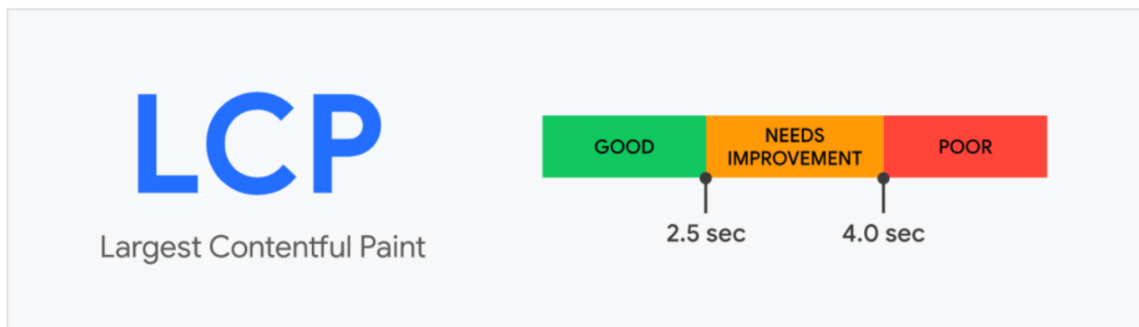 LCP
Largest Contentful Paint
GOOD
NEEDS
IMPROVEMENT
POOR
2.5 sec
4.0 sec